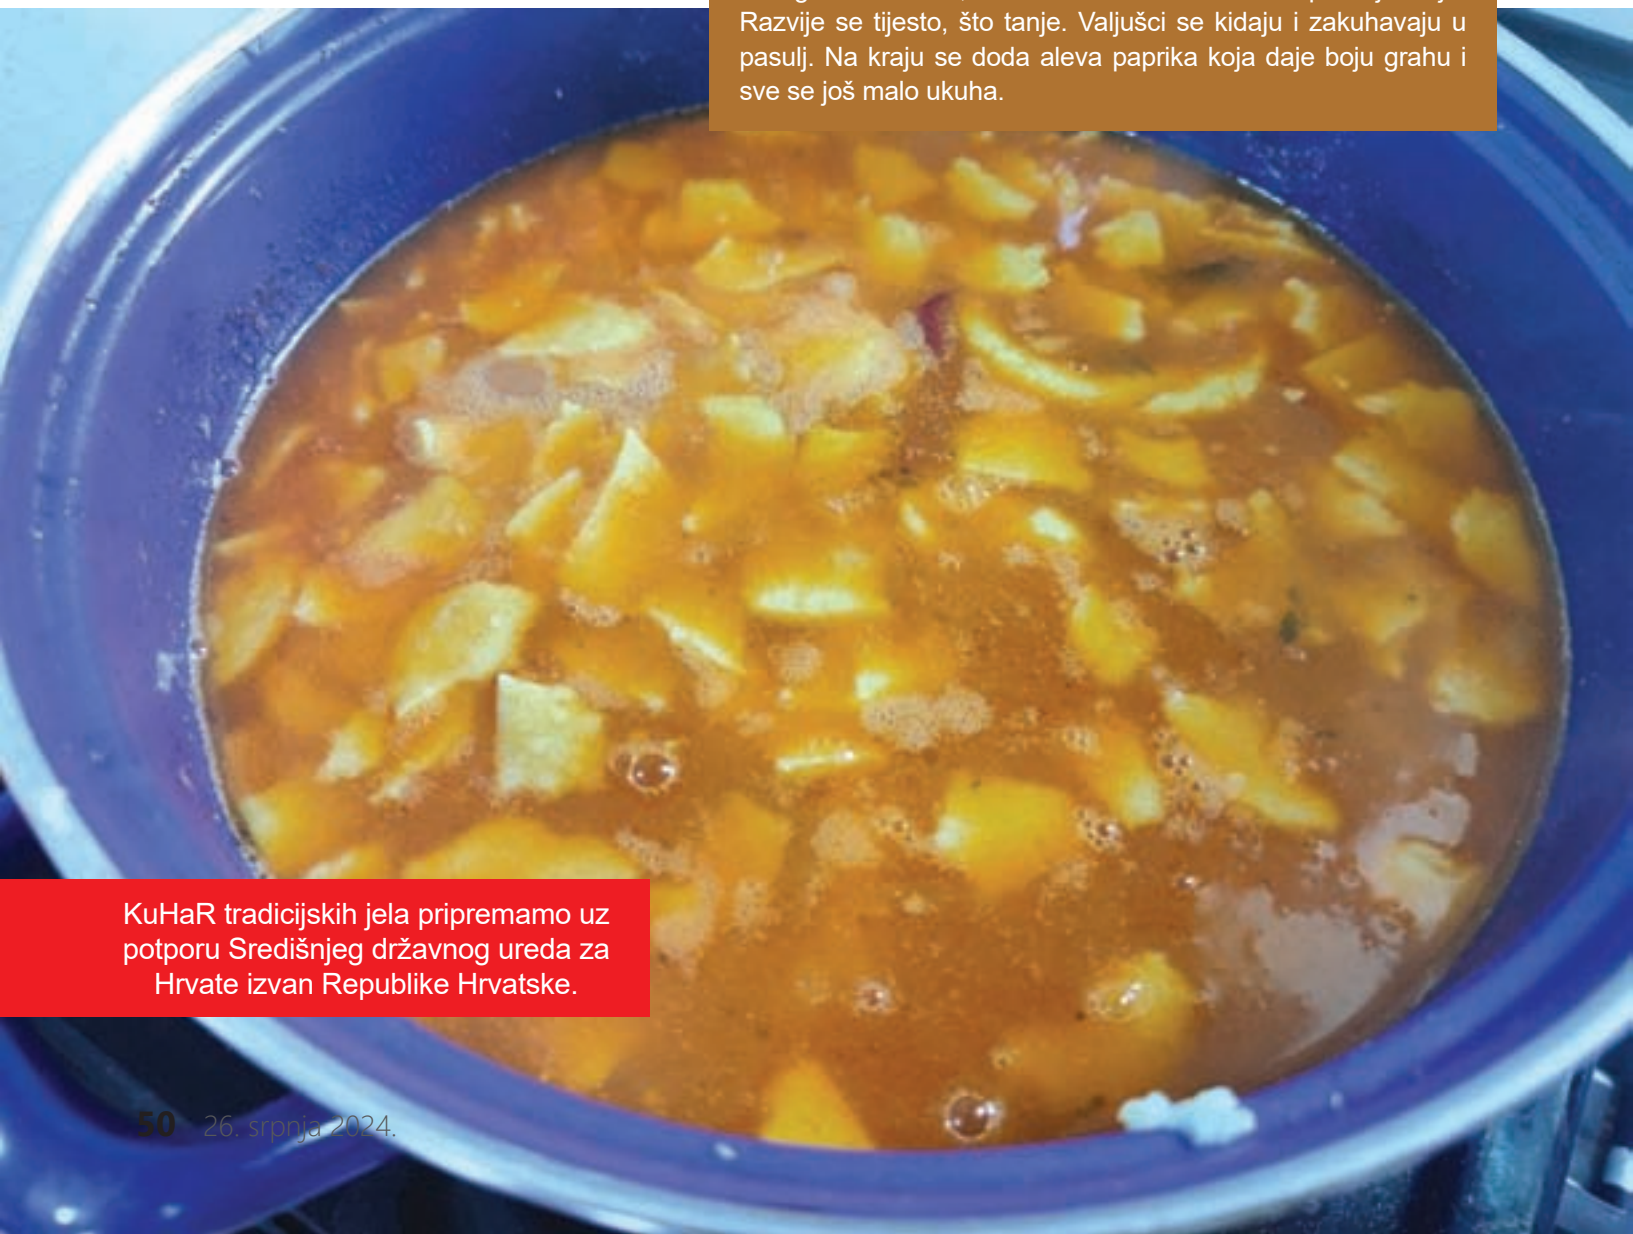 Razvije se tijesto, što tanje. Valjušci se kidaju i zakuhavaju u
pasulj. Na kraju se doda aleva paprika koja daje boju grahu i
sve se još malo ukuha.
KuHaR tradicijskih jela pripremamo uz
potporu Središnjeg državnog ureda za
Hrvate izvan Republike Hrvatske.
50 26. srpnja 2024.